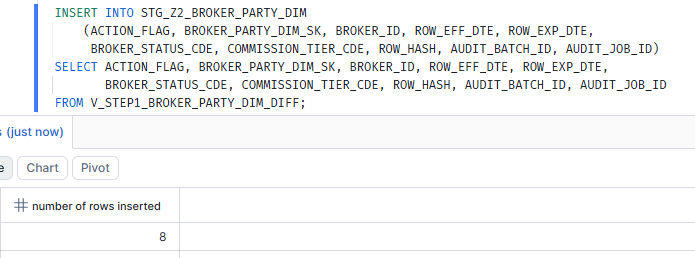 INSERT INTO STG_Z2_BROKER_PARTY_DIM
(ACTION_FLAG, BROKER_PARTY_DIM_SK, BROKER_ID, ROW_EFF_DTE, ROW_EXP_DTE,
BROKER_STATUS_CDE, COMMISSION_TIER_CDE, ROW_HASH, AUDIT_BATCH_ID, AUDIT_JOB_ID)
SELECT ACTION_FLAG, BROKER_PARTY_DIM_SK, BROKER_ID, ROW_EFF_DTE, ROW_EXP_DTE,
BROKER_STATUS_CDE, COMMISSION_TIER_CDE, ROW_HASH, AUDIT_BATCH_ID, AUDIT_JOB_ID
FROM V_STEP1_BROKER_PARTY_DIM_DIFF;
s (just now)
e Chart Pivot
# number of rows inserted
8